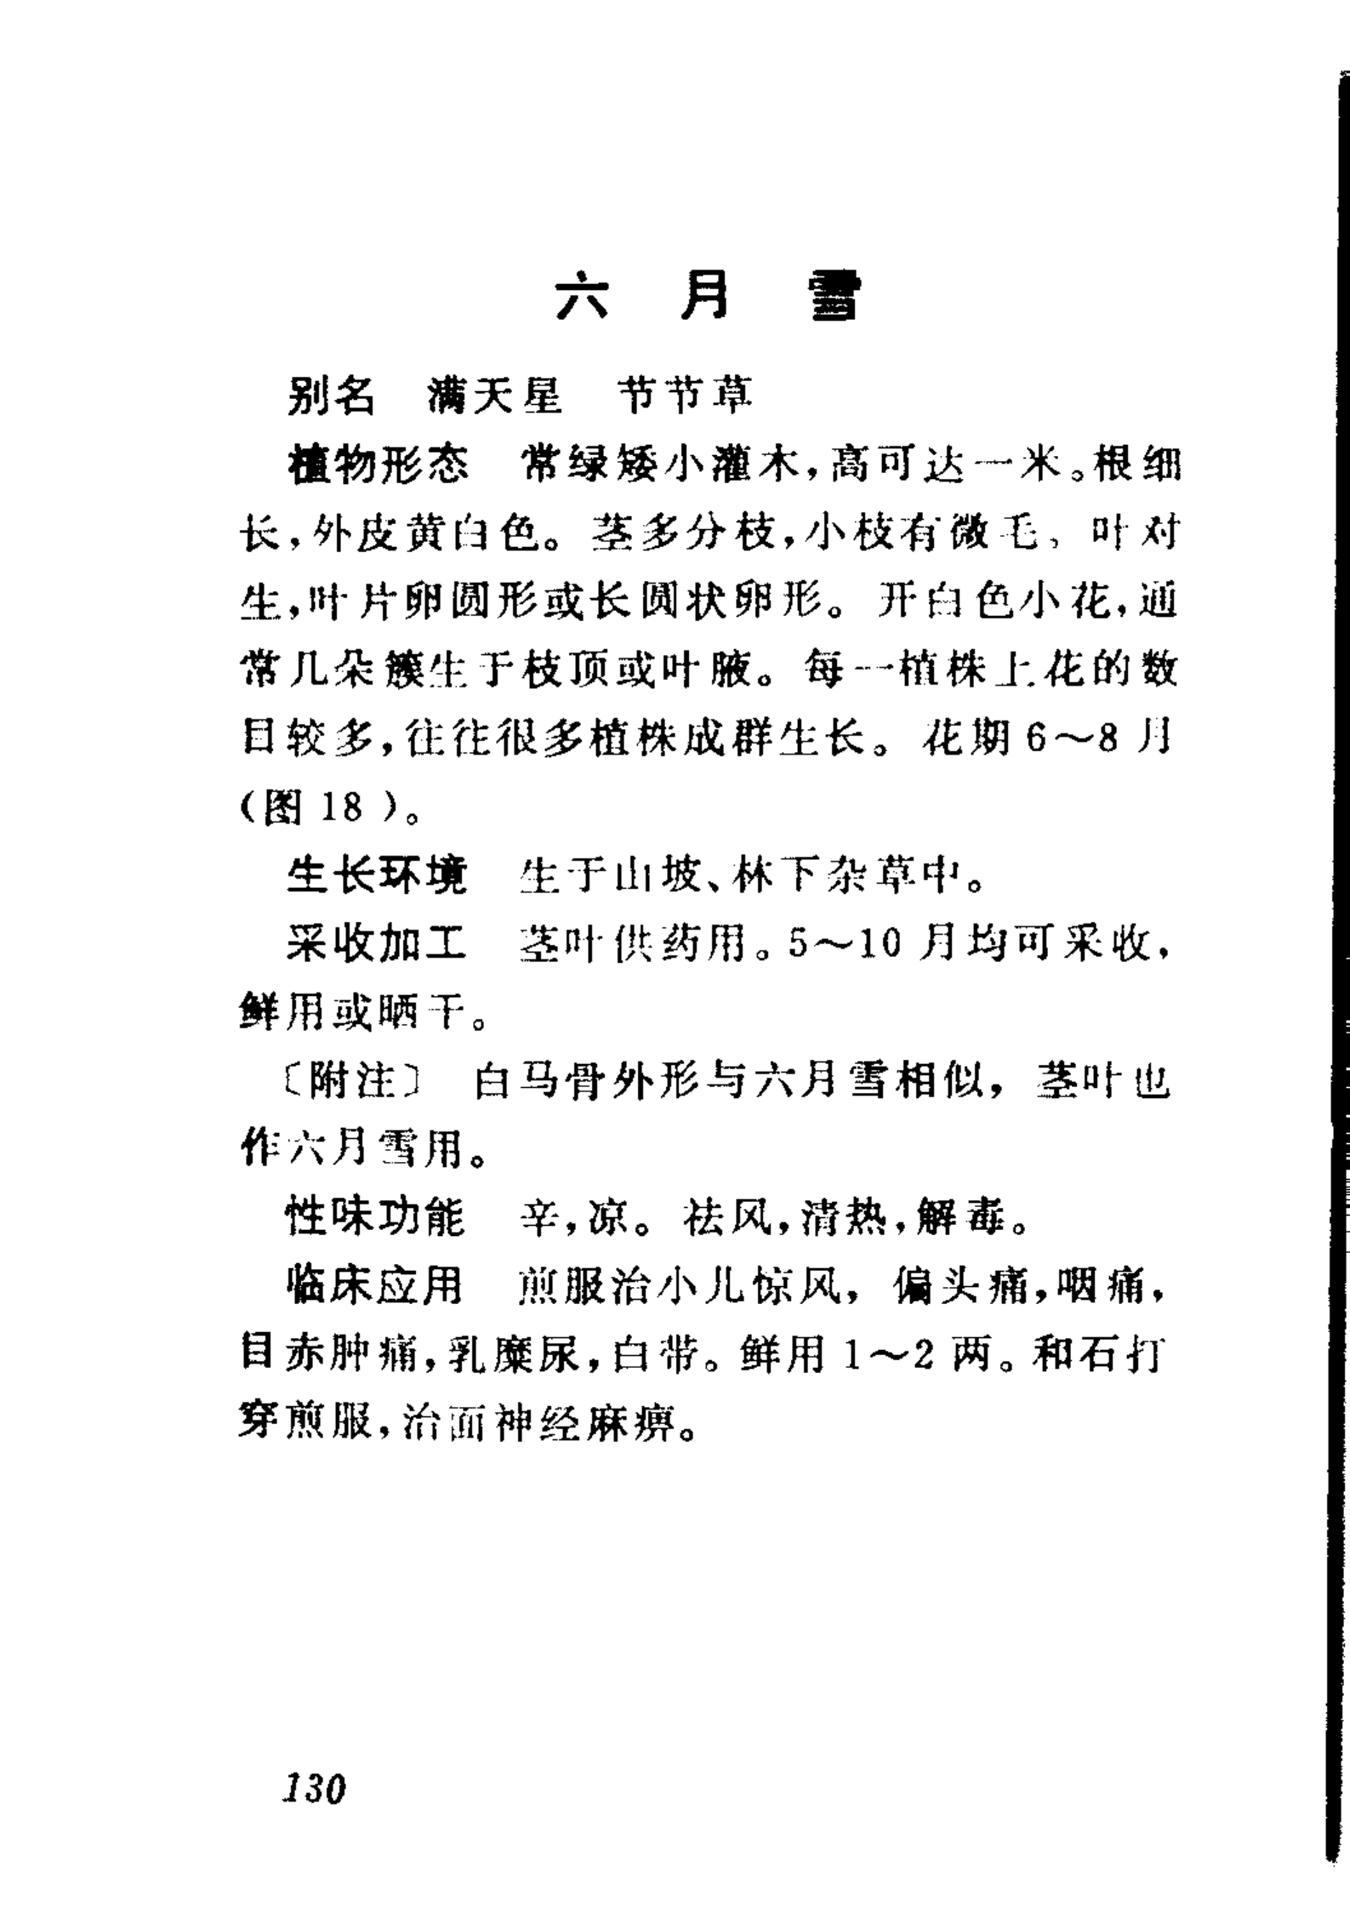 六月雪
别名 满天星 节节草
植物形态 常绿矮小灌木，高可达一米。根细
长，外皮黄白色。茎多分枝，小枝有微毛，叶对
生，叶片卵圆形或长圆状卵形。开白色小花，通
常几朵簇生于枝顶或叶腋。每一植株上花的数
目较多，往往很多植株成群生长。花期6～8月
（图18）。
生长环境 生于山坡、林下杂草中。
采收加工 茎叶供药用。5～10月均可采收，
鲜用或晒干。
〔附注〕 白马骨外形与六月雪相似，茎叶也
作六月雪用。
性味功能 辛，凉。祛风，清热，解毒。
临床应用 煎服治小儿惊风，偏头痛，咽痛，
目赤肿痛，乳糜尿，白带。鲜用1～2两。和石打
穿煎服，治面神经麻痹。
130